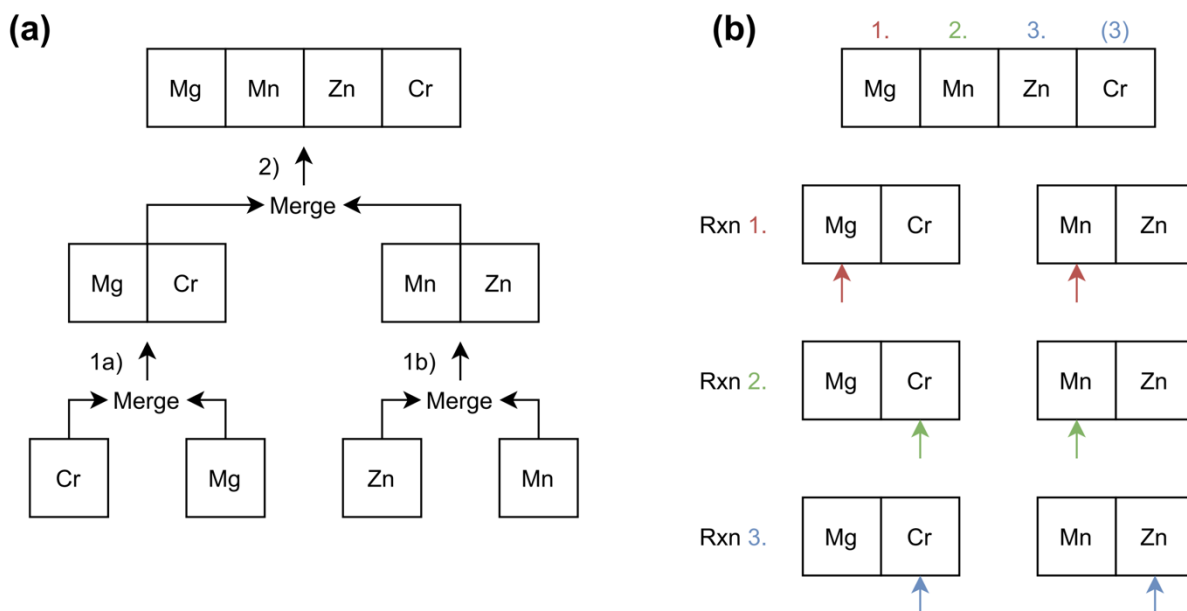 (a)
Mg Mn Zn Cr
2)
Merge
Mg Cr Mn Zn
1a) 1b)
Merge Merge
Cr Mg Zn Mn
(b)
1. 2. 3. (3)
Mg Mn Zn Cr
Rxn 1. Mg Cr Mn Zn
Rxn 2. Mg Cr Mn Zn
Rxn 3. Mg Cr Mn Zn